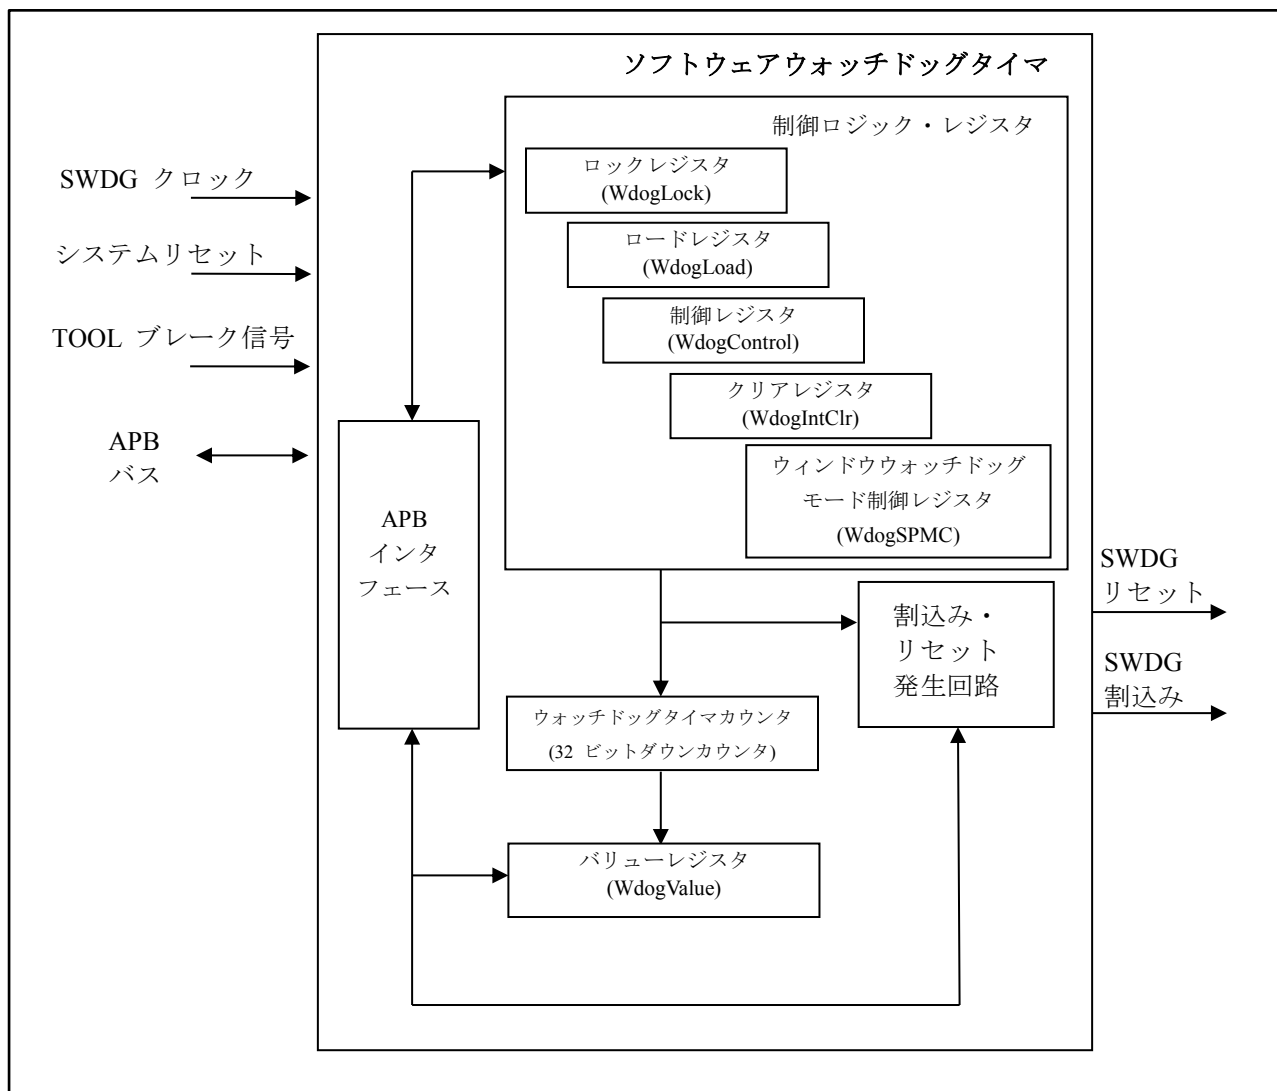 ソフトウェアウォッチドッグタイマ
制御ロジック・レジスタ
ロックレジスタ
(WdogLock)
ロードレジスタ
(WdogLoad)
制御レジスタ
(WdogControl)
クリアレジスタ
(WdogIntClr)
ウィンドウウォッチドッグ
モード制御レジスタ
(WdogSPMC)
SWDG クロック
システムリセット
TOOL ブレーク信号
APB
バス
APB
インタ
フェース
割込み・
リセット
発生回路
SWDG
リセット
SWDG
割込み
ウォッチドッグタイマカウンタ
(32 ビットダウンカウンタ)
バリューレジスタ
(WdogValue)